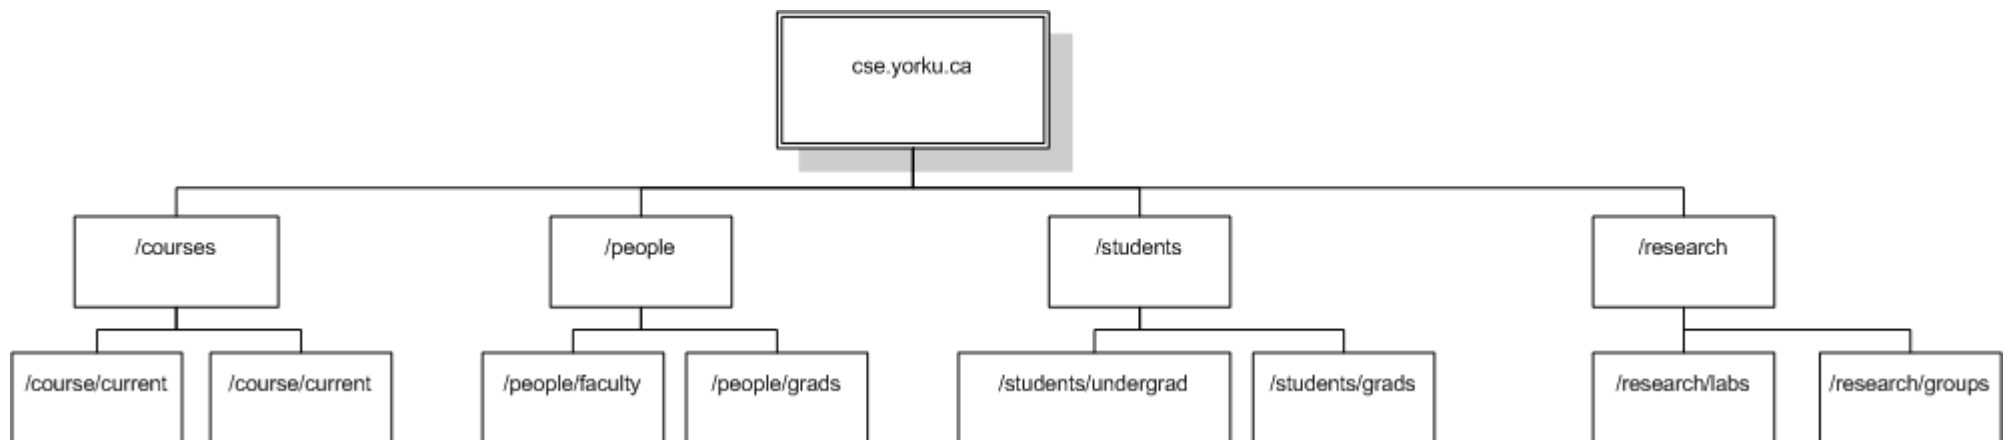 cse.yorku.ca
/courses
/people
/students
/research
/course/current
/course/current
/people/faculty
/people/grads
/students/undergrad
/students/grads
/research/labs
/research/groups